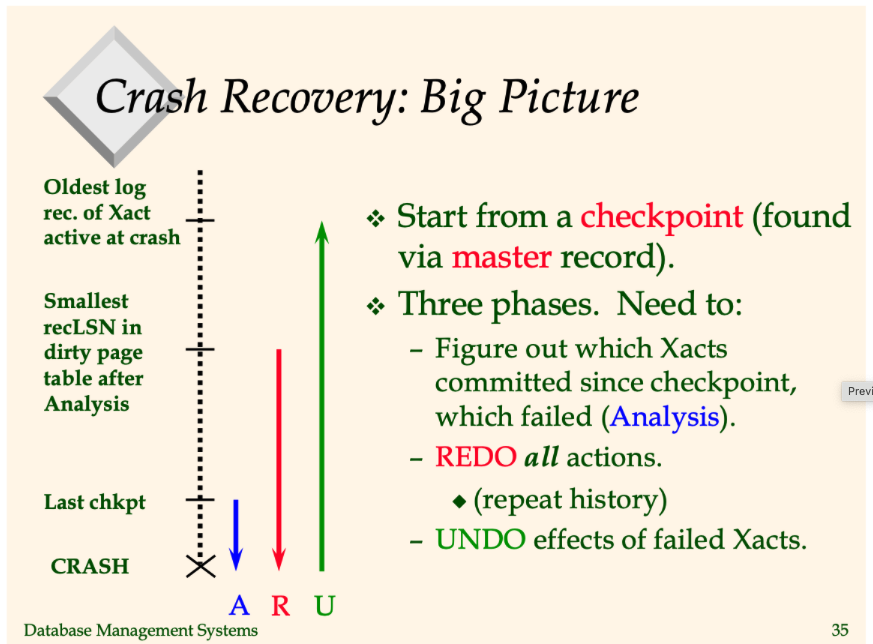 Crash Recovery: Big Picture
Oldest log
rec. of Xact
active at crash
Smallest
recLSN in
dirty page
table after
Analysis
Last chkpt
CRASH
A R U
❖ Start from a checkpoint (found
via master record).
❖ Three phases. Need to:
– Figure out which Xacts
committed since checkpoint,
which failed (Analysis).
– REDO all actions.
◆ (repeat history)
– UNDO effects of failed Xacts.
Previ
Database Management Systems
35